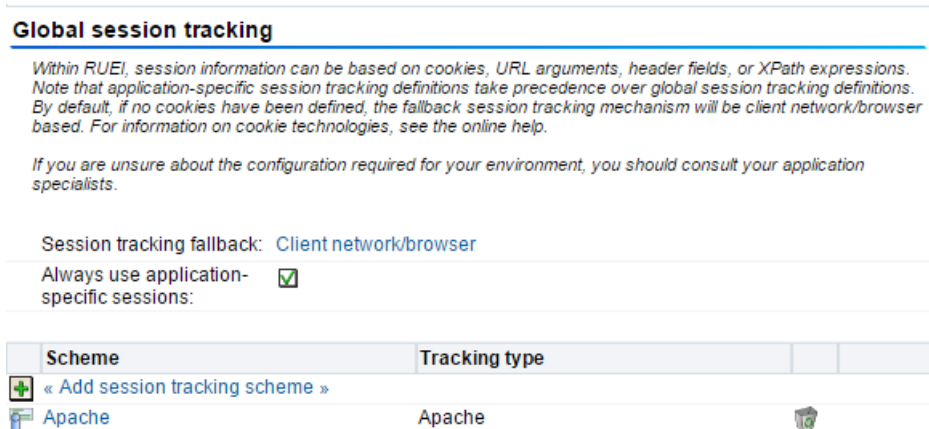 Global session tracking
Within RUEI, session information can be based on cookies, URL arguments, header fields, or XPath expressions.
Note that application-specific session tracking definitions take precedence over global session tracking definitions.
By default, if no cookies have been defined, the fallback session tracking mechanism will be client network/browser
based. For information on cookie technologies, see the online help.
If you are unsure about the configuration required for your environment, you should consult your application
specialists.
Session tracking fallback: Client network/browser
Always use application-
specific sessions:
Scheme Tracking type
« Add session tracking scheme »
Apache Apache